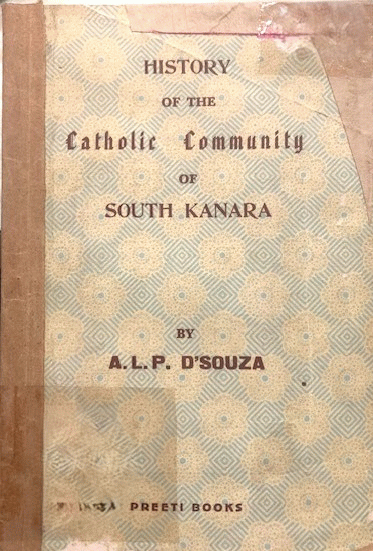 HISTORY
OF THE
Catholic Community
OF
SOUTH KANARA
BY
A. L. P. D'SOUZA
PREETI BOOKS